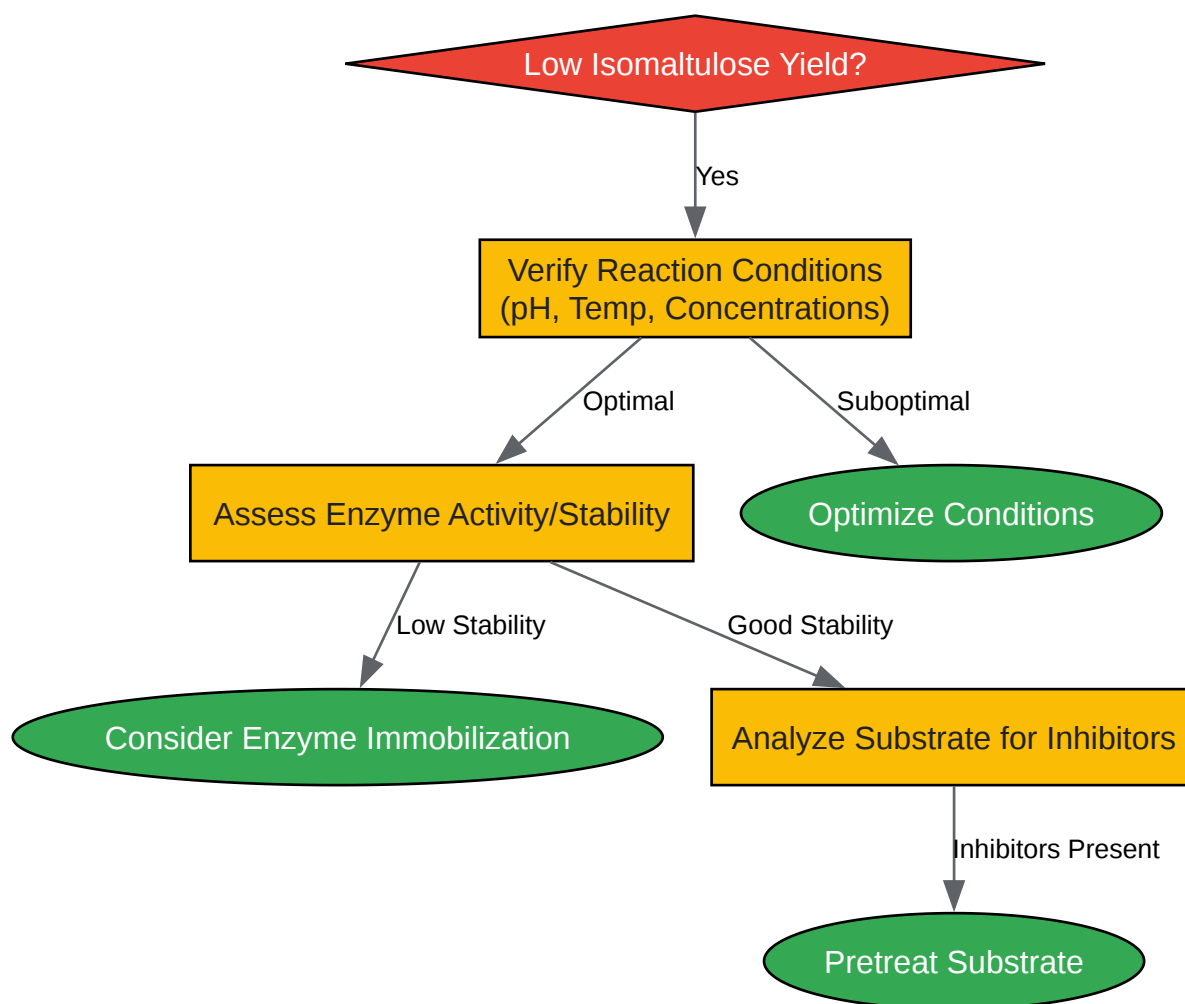 Low Isomaltulose Yield?
Yes
Verify Reaction Conditions
(pH, Temp, Concentrations)
Optimal
Suboptimal
Assess Enzyme Activity/Stability
Optimize Conditions
Low Stability
Good Stability
Consider Enzyme Immobilization
Analyze Substrate for Inhibitors
Inhibitors Present
Pretreat Substrate